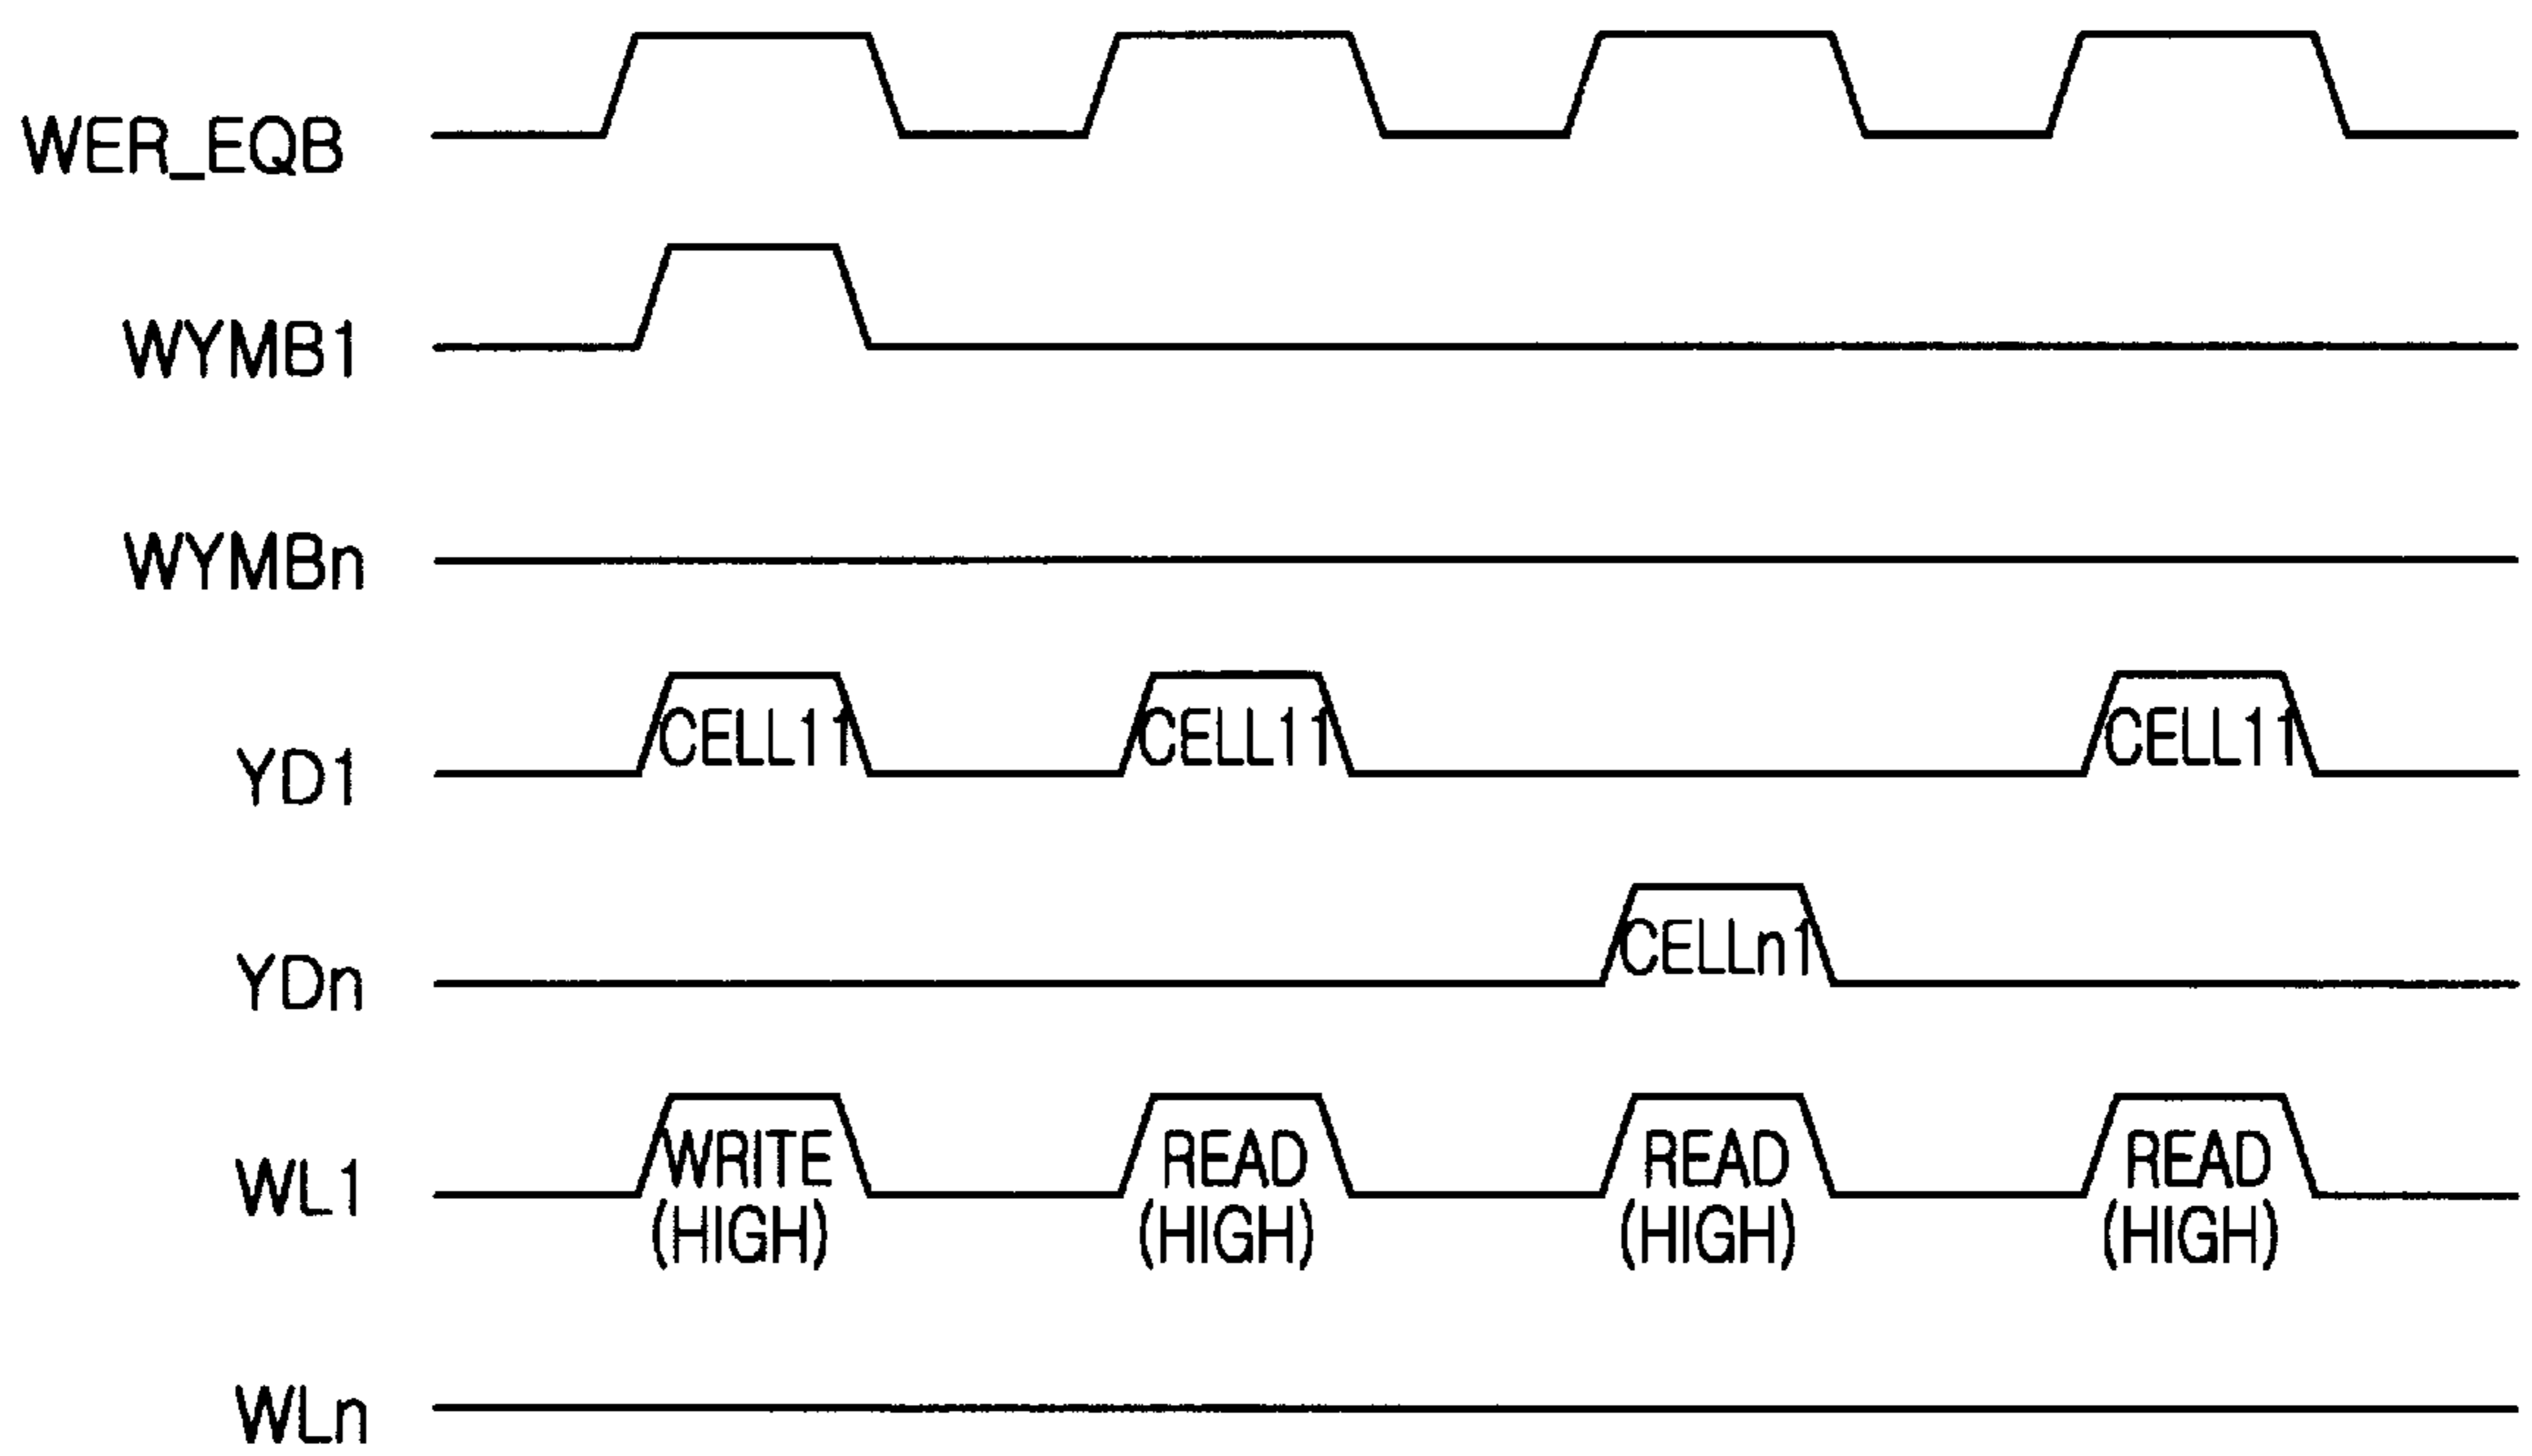 WER_EQB
WYMB1
WYMBn
YD1 CELL11 CELL11 CELL11
YDn CELLn1
WL1 WRITE READ READ READ
(HIGH) (HIGH) (HIGH) (HIGH)
WLn